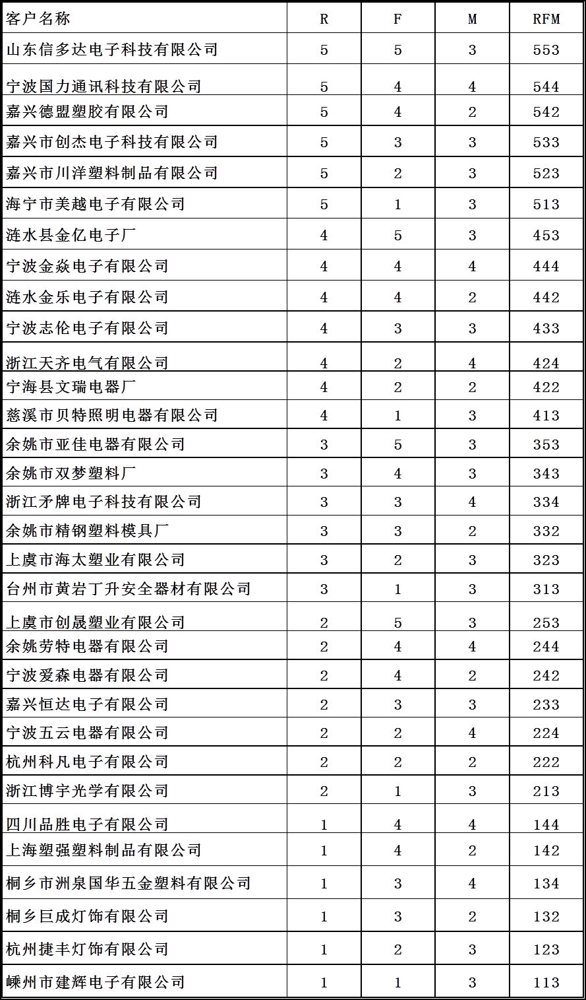 客户名称 R F M RFM
山东信多达电子科技有限公司 5 5 3 553
宁波国力通讯科技有限公司 5 4 4 544
嘉兴德盟塑胶有限公司 5 4 2 542
嘉兴市创杰电子科技有限公司 5 3 3 533
嘉兴市川洋塑料制品有限公司 5 2 3 523
海宁市美越电子有限公司 5 1 3 513
涟水县金亿电子厂 4 5 3 453
宁波金焱电子有限公司 4 4 4 444
涟水金乐电子有限公司 4 4 2 442
宁波志伦电子有限公司 4 3 3 433
浙江天齐电气有限公司 4 2 4 424
宁海县文瑞电器厂 4 2 2 422
慈溪市贝特照明电器有限公司 4 1 3 413
余姚市亚佳电器有限公司 3 5 3 353
余姚市双梦塑料厂 3 4 3 343
浙江矛牌电子科技有限公司 3 3 4 334
余姚市精钢塑料模具厂 3 3 2 332
上虞市海太塑业有限公司 3 2 3 323
台州市黄岩丁升安全器材有限公司 3 1 3 313
上虞市创晟塑业有限公司 2 5 3 253
余姚劳特电器有限公司 2 4 4 244
宁波爱森电器有限公司 2 4 2 242
嘉兴恒达电子有限公司 2 3 3 233
宁波五云电器有限公司 2 2 4 224
杭州科凡电子有限公司 2 2 2 222
浙江博宇光学有限公司 2 1 3 213
四川品胜电子有限公司 1 4 4 144
上海塑强塑料制品有限公司 1 4 2 142
桐乡市洲泉国华五金塑料有限公司 1 3 4 134
桐乡巨成灯饰有限公司 1 3 2 132
杭州捷丰灯饰有限公司 1 2 3 123
嵊州市建辉电子有限公司 1 1 3 113